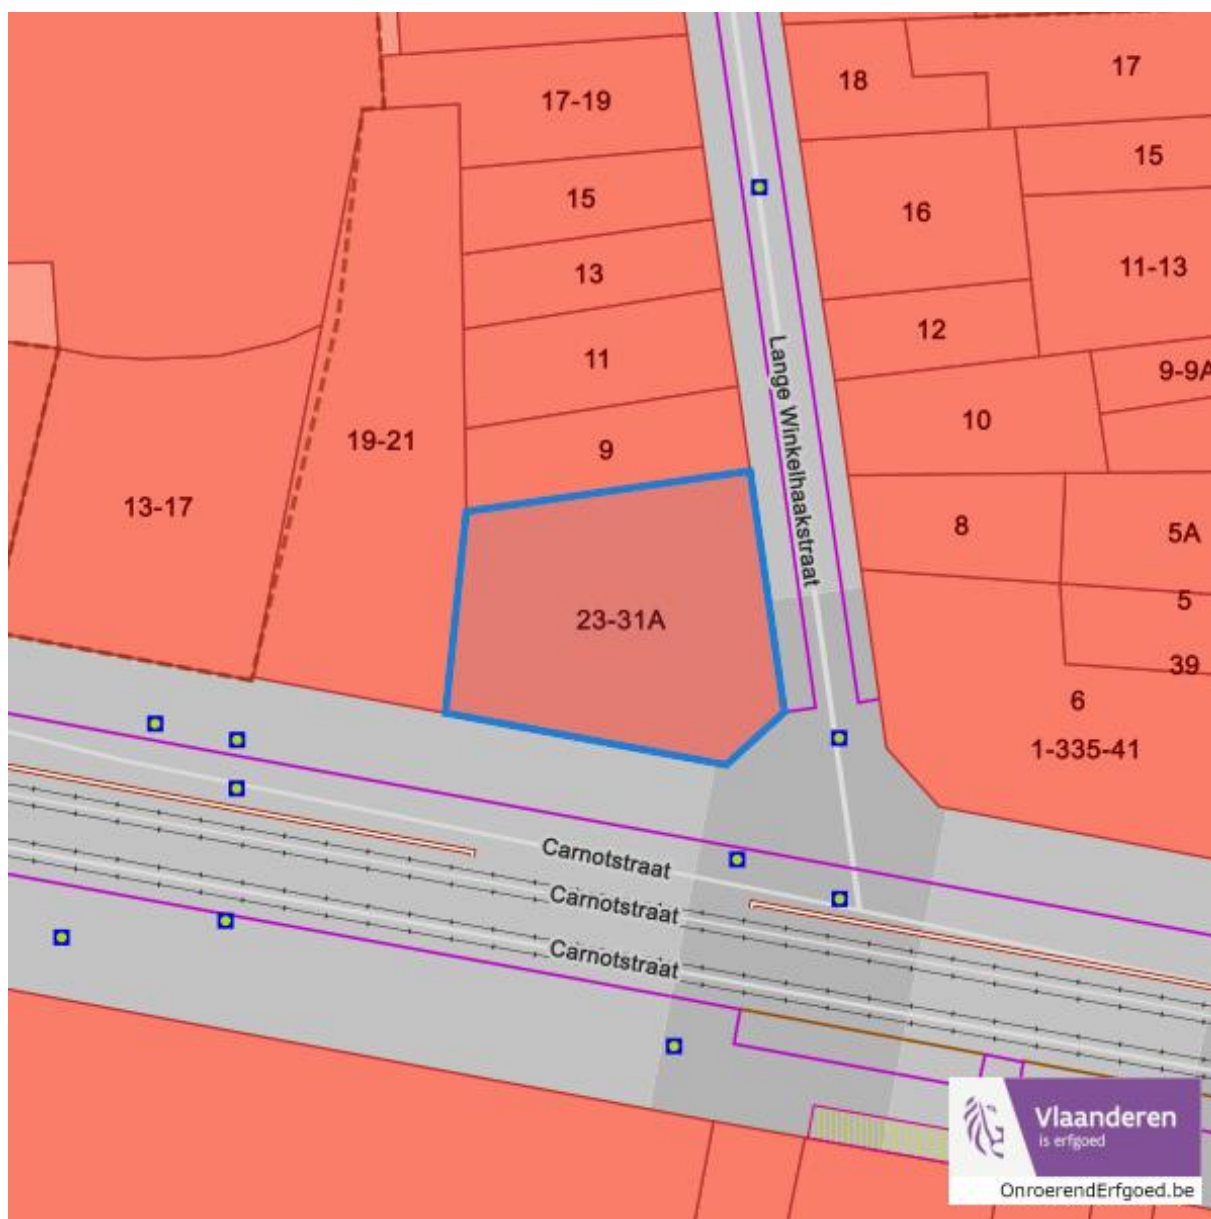 17-19
18
17
15
15
16
13
11-13
12
11
9-9A
10
19-21
9
13-17
8
5A
Lange Winkelhaakstraat
23-31A
5
39
6
1-335-41
Carnotstraat
Carnotstraat
Carnotstraat
Vlaanderen
is erfgoed
OnroerendErfgoed.be